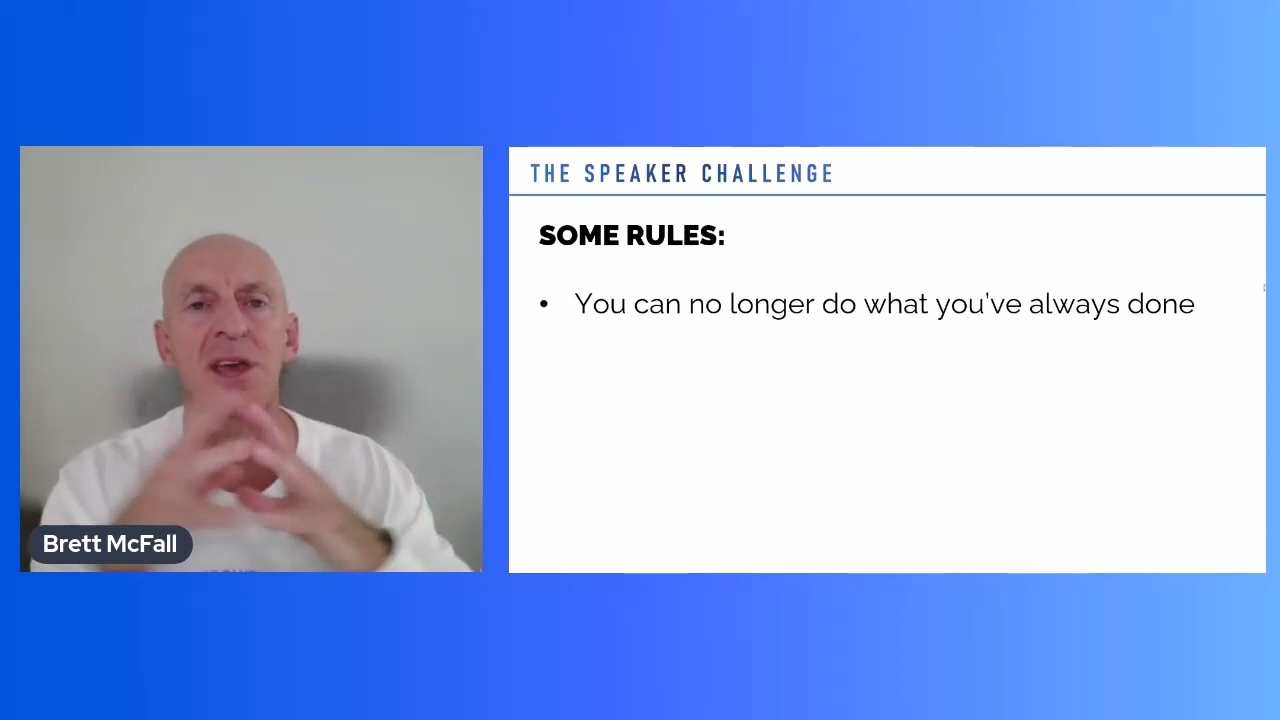 THE SPEAKER CHALLENGE
SOME RULES:
• You can no longer do what you've always done
Brett McFall